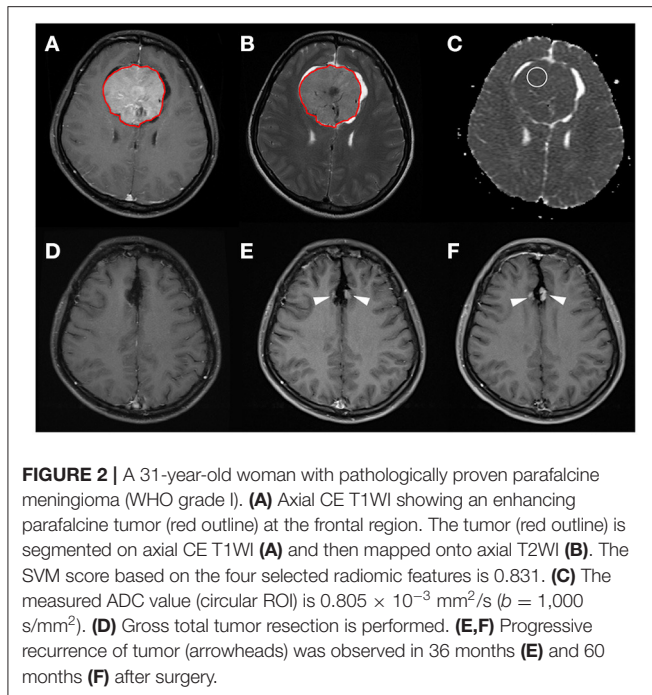 A
B
C
D
E
F
FIGURE 2 | A 31-year-old woman with pathologically proven parafalcine
meningioma (WHO grade I). (A) Axial CE T1WI showing an enhancing
parafalcine tumor (red outline) at the frontal region. The tumor (red outline) is
segmented on axial CE T1WI (A) and then mapped onto axial T2WI (B). The
SVM score based on the four selected radiomic features is 0.831. (C) The
measured ADC value (circular ROI) is 0.805 × 10⁻³ mm²/s (b = 1,000
s/mm²). (D) Gross total tumor resection is performed. (E,F) Progressive
recurrence of tumor (arrowheads) was observed in 36 months (E) and 60
months (F) after surgery.